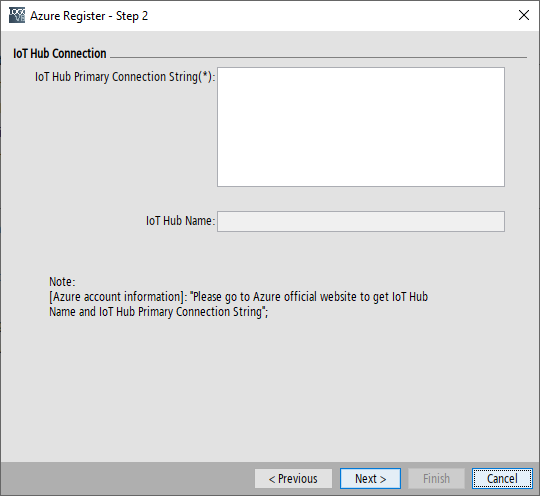 LOGO
V8
Azure Register - Step 2
IoT Hub Connection
IoT Hub Primary Connection String(*):
IoT Hub Name:
Note:
[Azure account information]: "Please go to Azure official website to get IoT Hub
Name and IoT Hub Primary Connection String";
< Previous
Next >
Finish
Cancel